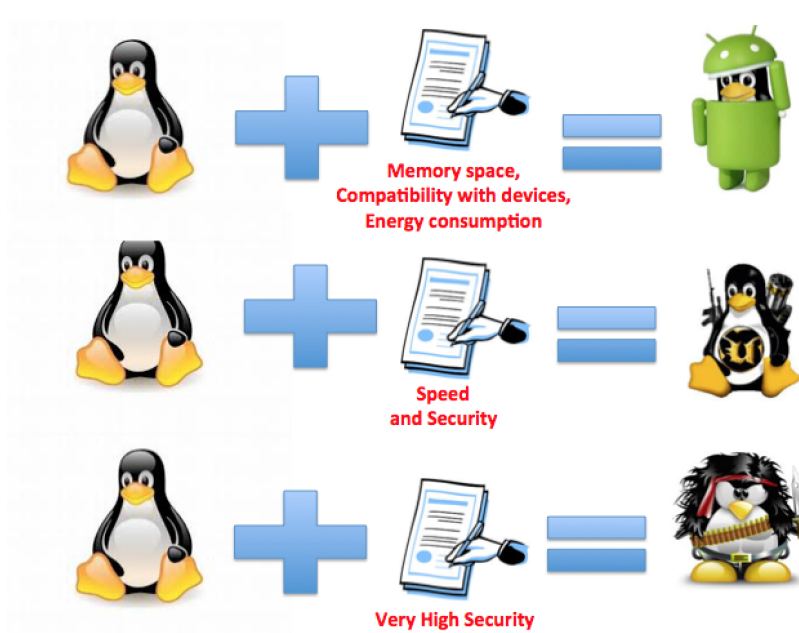 Memory space,
Compatibility with devices,
Energy consumption
Speed
and Security
Very High Security